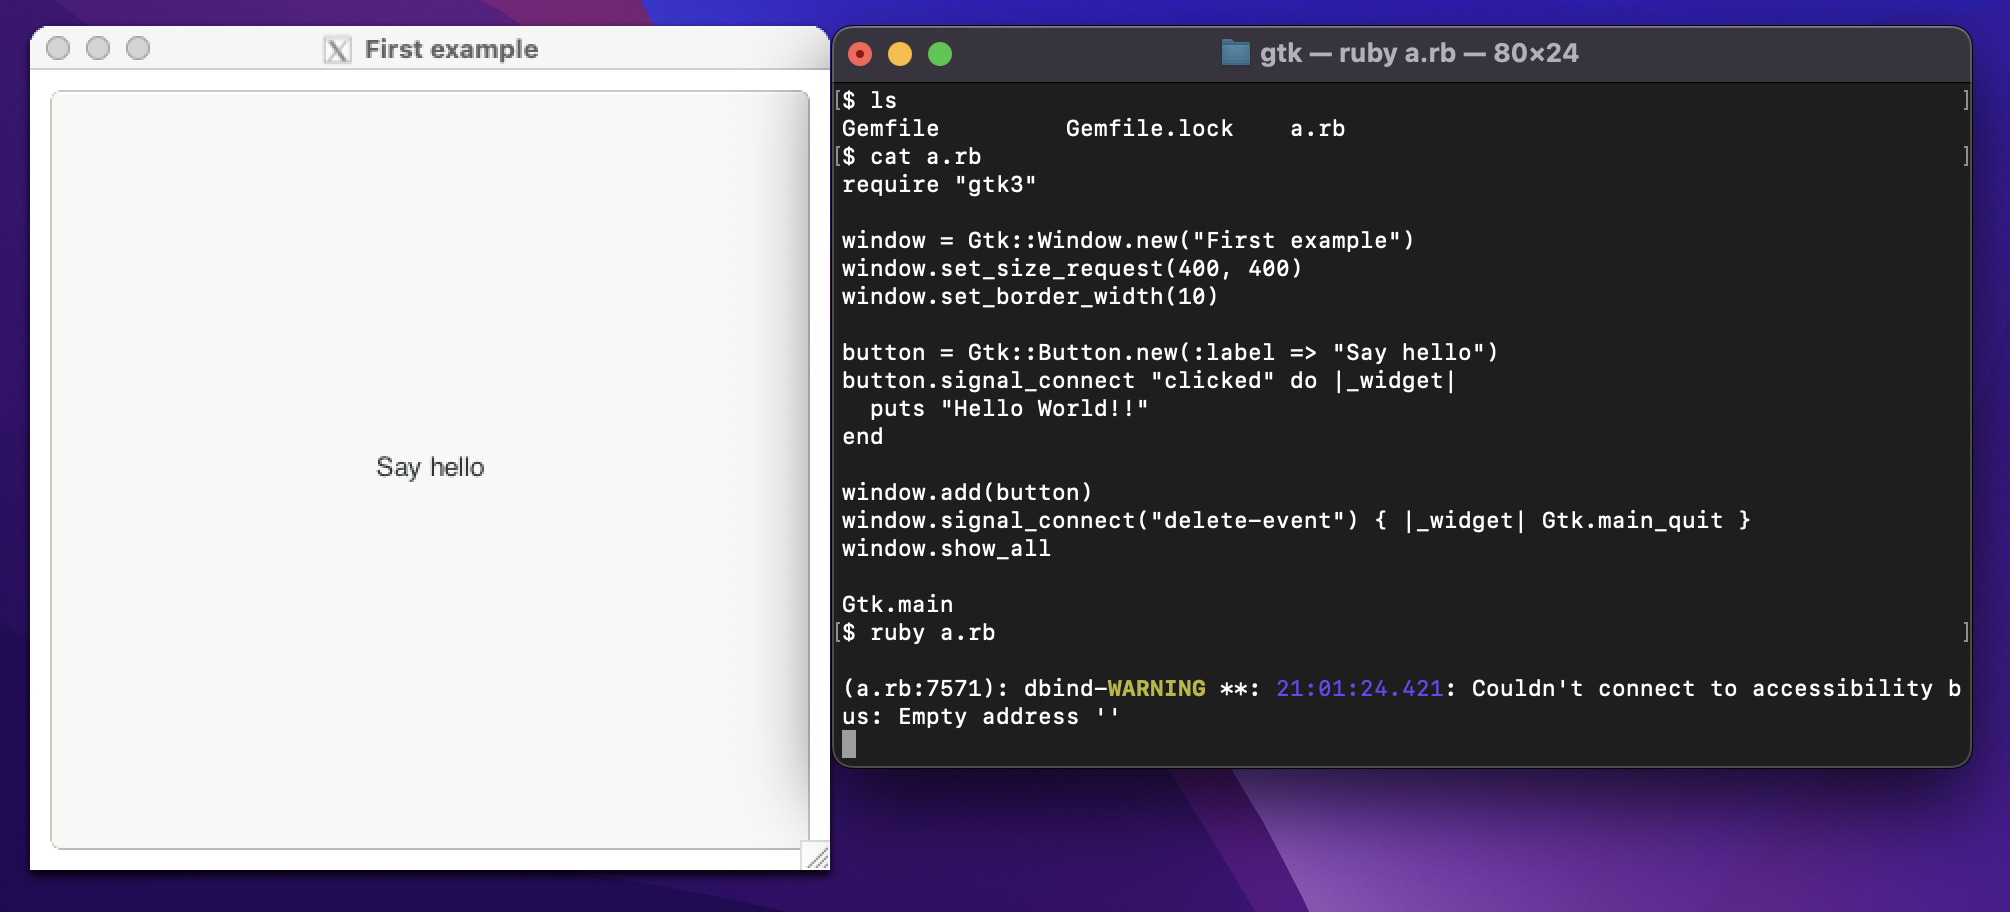 First example
Say hello
gtk — ruby a.rb — 80×24
[$ ls ]
Gemfile Gemfile.lock a.rb
[$ cat a.rb ]
require "gtk3"
window = Gtk::Window.new("First example")
window.set_size_request(400, 400)
window.set_border_width(10)
button = Gtk::Button.new(:label => "Say hello")
button.signal_connect "clicked" do |_widget|
  puts "Hello World!!"
end
window.add(button)
window.signal_connect("delete-event") { |_widget| Gtk.main_quit }
window.show_all
Gtk.main
[$ ruby a.rb ]
(a.rb:7571): dbind-WARNING **: 21:01:24.421: Couldn't connect to accessibility b
us: Empty address ''